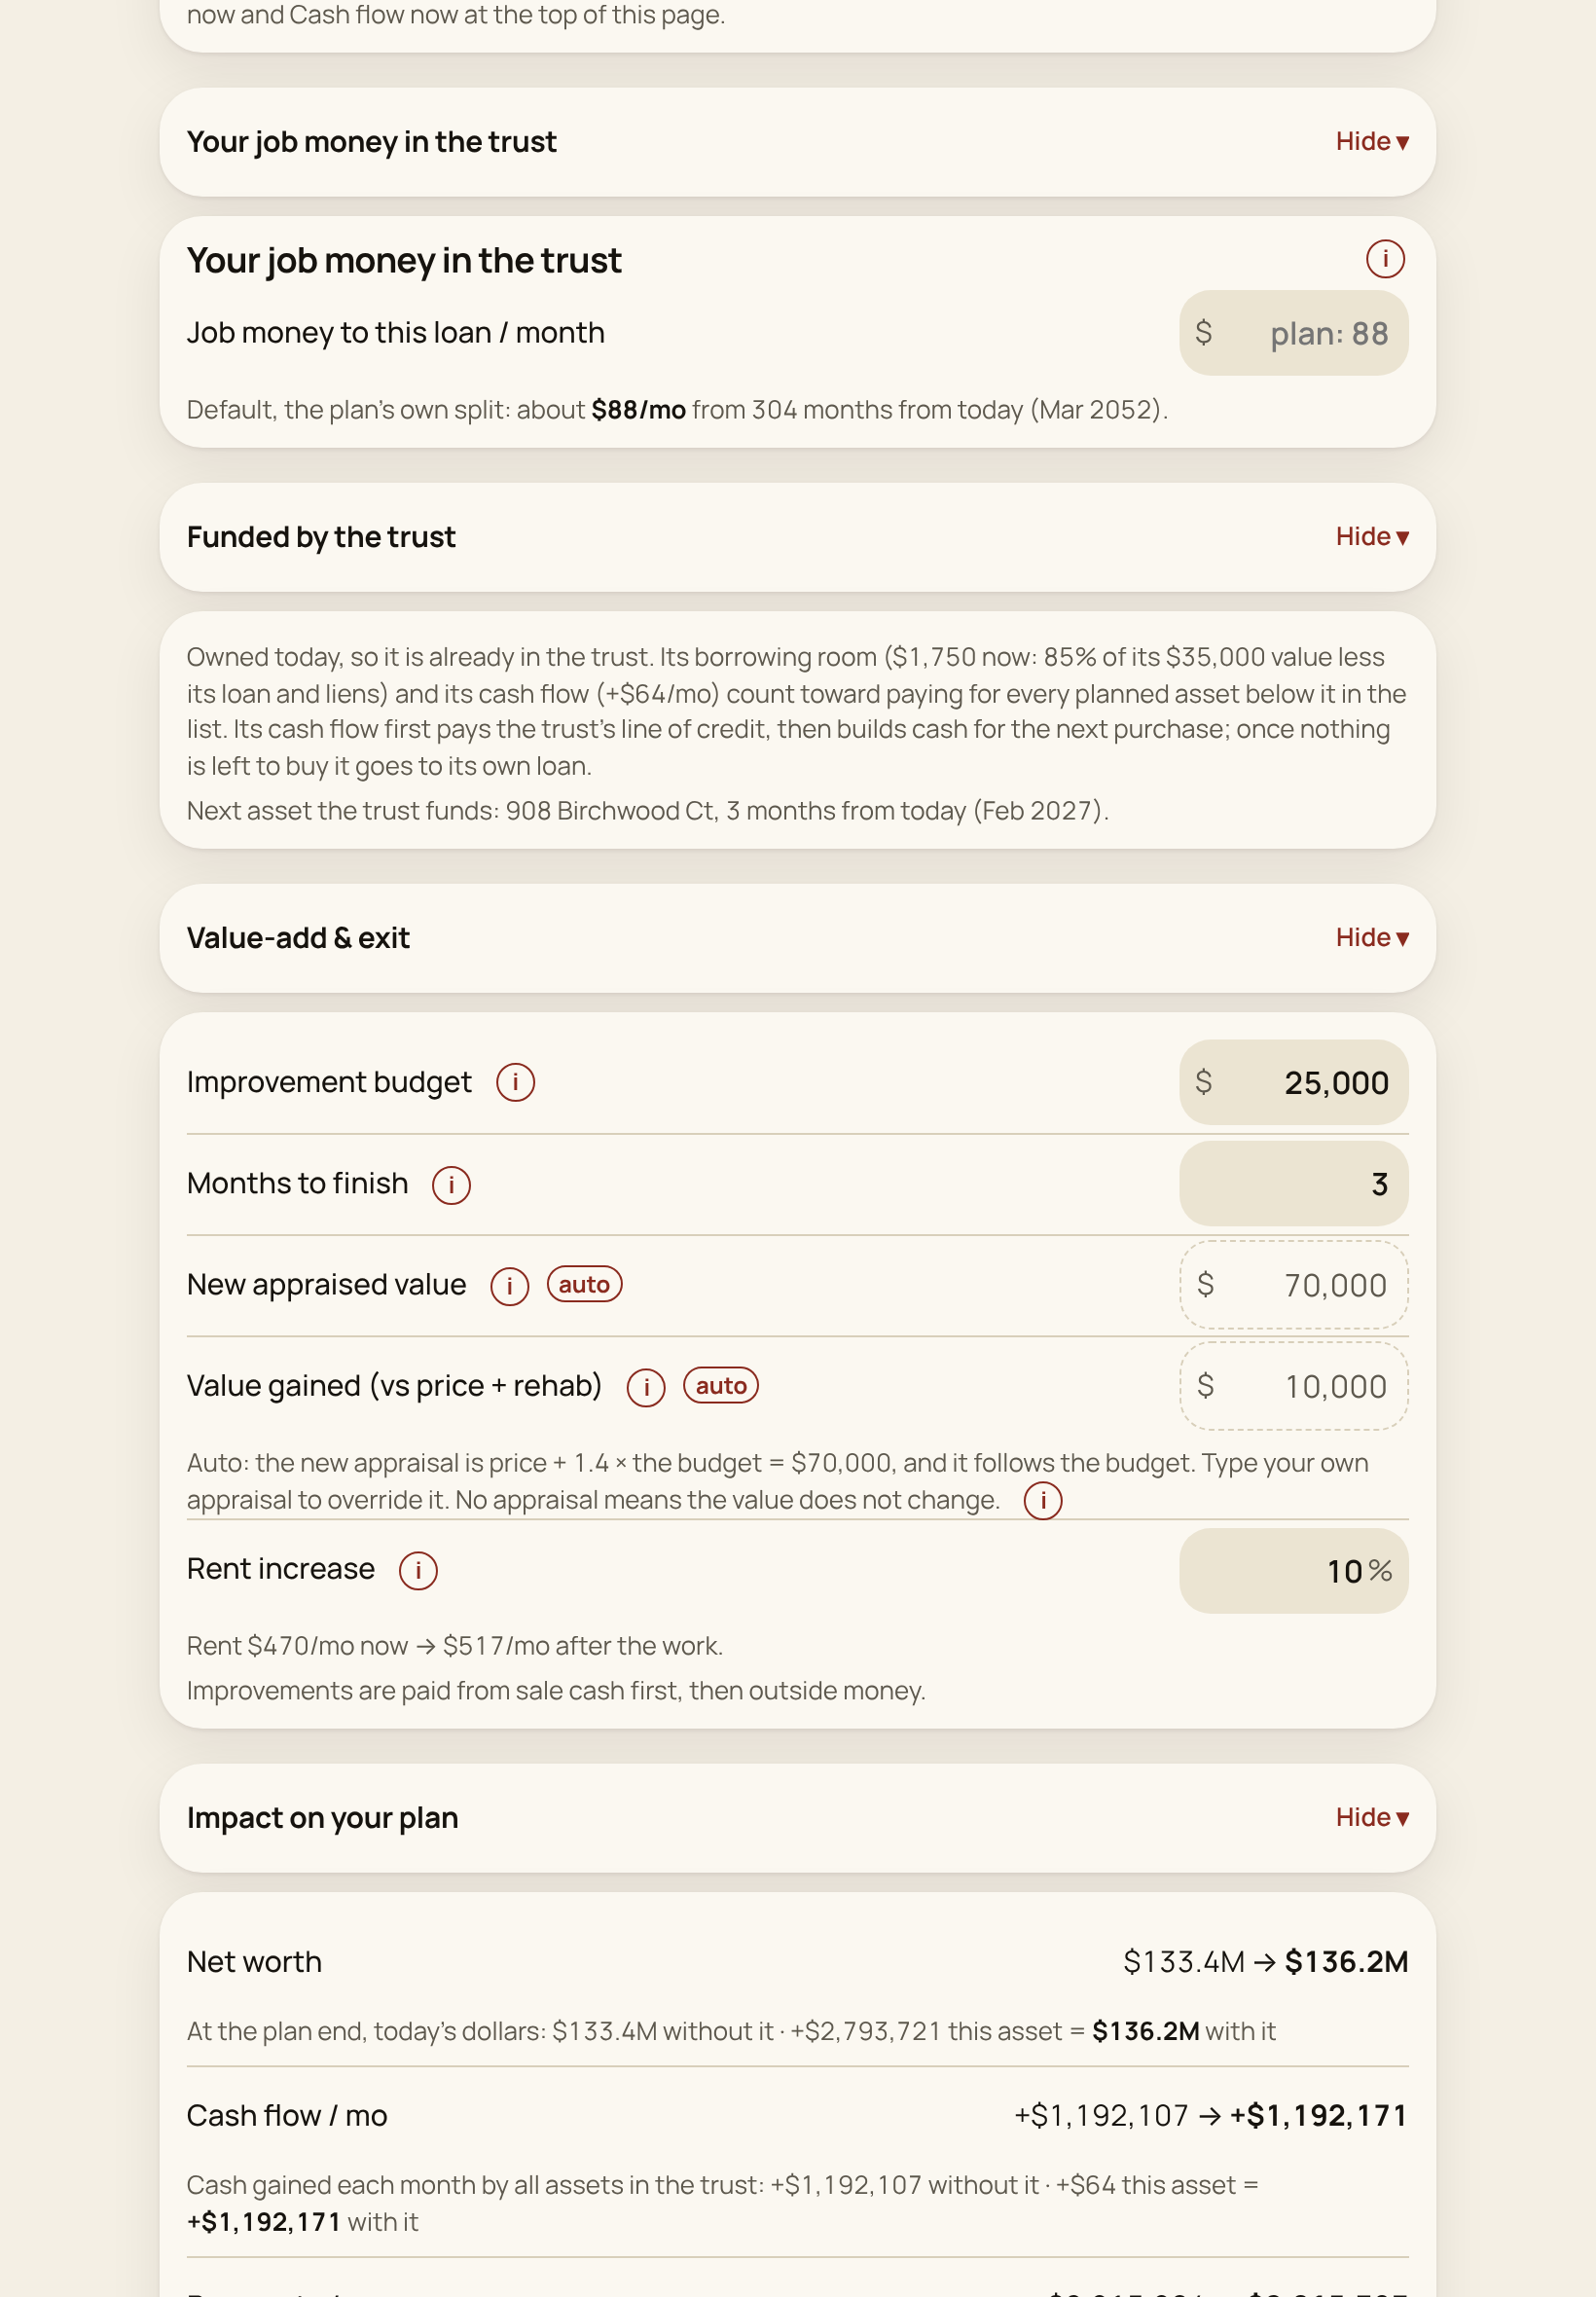 now and Cash flow now at the top of this page.
Your job money in the trust
Hide ▾
Your job money in the trust
i
Job money to this loan / month
$ plan: 88
Default, the plan's own split: about $88/mo from 304 months from today (Mar 2052).
Funded by the trust
Hide ▾
Owned today, so it is already in the trust. Its borrowing room ($1,750 now: 85% of its $35,000 value less
its loan and liens) and its cash flow (+$64/mo) count toward paying for every planned asset below it in the
list. Its cash flow first pays the trust's line of credit, then builds cash for the next purchase; once nothing
is left to buy it goes to its own loan.
Next asset the trust funds: 908 Birchwood Ct, 3 months from today (Feb 2027).
Value-add & exit
Hide ▾
Improvement budget i
$ 25,000
Months to finish i
3
New appraised value i auto
$ 70,000
Value gained (vs price + rehab) i auto
$ 10,000
Auto: the new appraisal is price + 1.4 × the budget = $70,000, and it follows the budget. Type your own
appraisal to override it. No appraisal means the value does not change. i
Rent increase i
10 %
Rent $470/mo now → $517/mo after the work.
Improvements are paid from sale cash first, then outside money.
Impact on your plan
Hide ▾
Net worth
$133.4M → $136.2M
At the plan end, today's dollars: $133.4M without it · +$2,793,721 this asset = $136.2M with it
Cash flow / mo
+$1,192,107 → +$1,192,171
Cash gained each month by all assets in the trust: +$1,192,107 without it · +$64 this asset =
+$1,192,171 with it